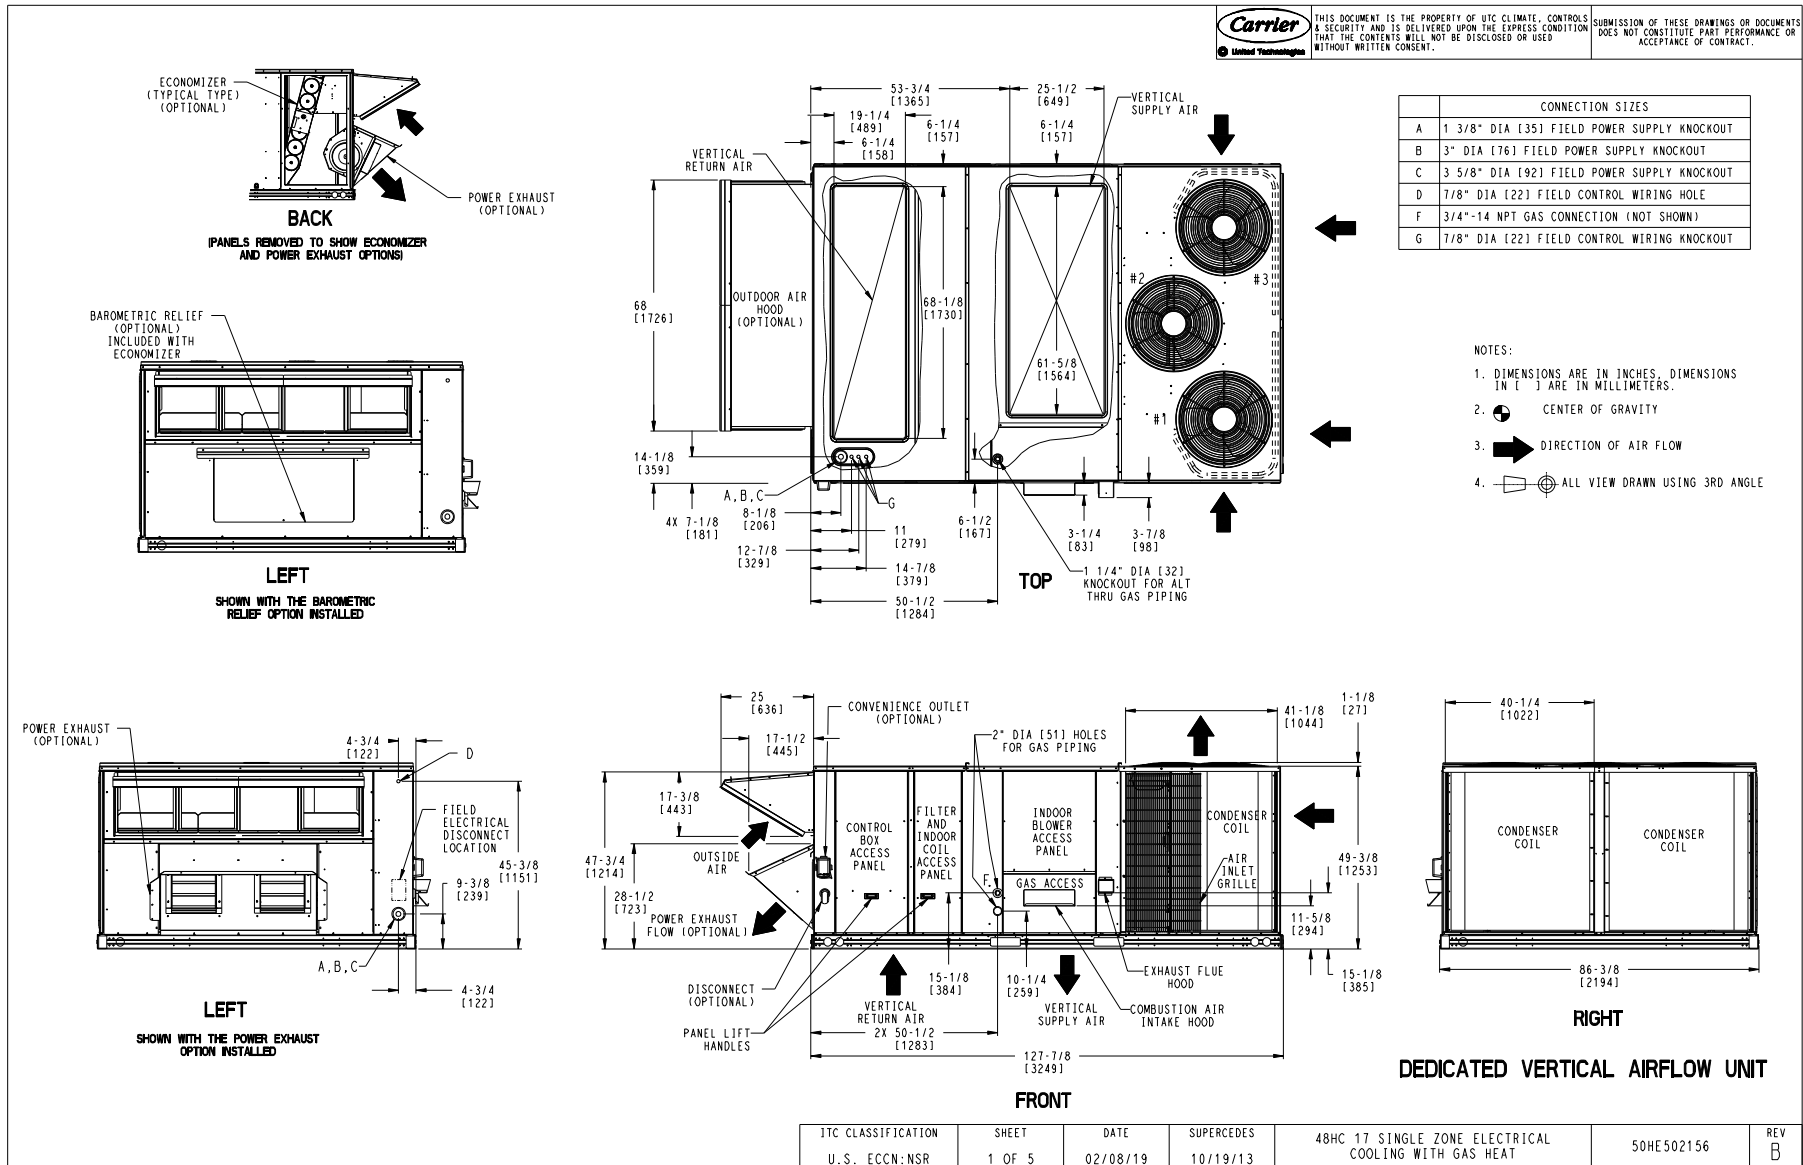 Carrier
United Technologies
THIS DOCUMENT IS THE PROPERTY OF UTC CLIMATE, CONTROLS
& SECURITY AND IS DELIVERED UPON THE EXPRESS CONDITION
THAT THE CONTENTS WILL NOT BE DISCLOSED OR USED
WITHOUT WRITTEN CONSENT.
SUBMISSION OF THESE DRAWINGS OR DOCUMENTS
DOES NOT CONSTITUTE PART PERFORMANCE OR
ACCEPTANCE OF CONTRACT.
ECONOMIZER
(TYPICAL TYPE)
(OPTIONAL)
POWER EXHAUST
(OPTIONAL)
BACK
(PANELS REMOVED TO SHOW ECONOMIZER
AND POWER EXHAUST OPTIONS)
BAROMETRIC RELIEF
(OPTIONAL)
INCLUDED WITH
ECONOMIZER
LEFT
SHOWN WITH THE BAROMETRIC
RELIEF OPTION INSTALLED
53-3/4
[1365]
25-1/2
[649]
VERTICAL
SUPPLY AIR
19-1/4
[489]
6-1/4
[157]
6-1/4
[157]
6-1/4
[158]
VERTICAL
RETURN AIR
OUTDOOR AIR
HOOD
(OPTIONAL)
68
[1726]
68-1/8
[1730]
61-5/8
[1564]
#2
#3
#1
14-1/8
[359]
A,B,C
G
4X 7-1/8
[181]
8-1/8
[206]
11
[279]
12-7/8
[329]
14-7/8
[379]
50-1/2
[1284]
6-1/2
[167]
3-1/4
[83]
3-7/8
[98]
TOP
1 1/4" DIA [32]
KNOCKOUT FOR ALT
THRU GAS PIPING
CONNECTION SIZES
A 1 3/8" DIA [35] FIELD POWER SUPPLY KNOCKOUT
B 3" DIA [76] FIELD POWER SUPPLY KNOCKOUT
C 3 5/8" DIA [92] FIELD POWER SUPPLY KNOCKOUT
D 7/8" DIA [22] FIELD CONTROL WIRING HOLE
F 3/4"-14 NPT GAS CONNECTION (NOT SHOWN)
G 7/8" DIA [22] FIELD CONTROL WIRING KNOCKOUT
NOTES:
1. DIMENSIONS ARE IN INCHES, DIMENSIONS
IN [ ] ARE IN MILLIMETERS.
2. CENTER OF GRAVITY
3. DIRECTION OF AIR FLOW
4. ALL VIEW DRAWN USING 3RD ANGLE
POWER EXHAUST
(OPTIONAL)
4-3/4
[122]
D
FIELD
ELECTRICAL
DISCONNECT
LOCATION
45-3/8
[1151]
9-3/8
[239]
A,B,C
4-3/4
[122]
LEFT
SHOWN WITH THE POWER EXHAUST
OPTION INSTALLED
25
[636]
17-1/2
[445]
CONVENIENCE OUTLET
(OPTIONAL)
2" DIA [51] HOLES
FOR GAS PIPING
41-1/8
[1044]
1-1/8
[27]
17-3/8
[443]
47-3/4
[1214]
28-1/2
[723]
OUTSIDE
AIR
POWER EXHAUST
FLOW (OPTIONAL)
CONTROL
BOX
ACCESS
PANEL
FILTER
AND
INDOOR
COIL
ACCESS
PANEL
INDOOR
BLOWER
ACCESS
PANEL
F
GAS ACCESS
CONDENSER
COIL
AIR
INLET
GRILLE
49-3/8
[1253]
11-5/8
[294]
15-1/8
[385]
DISCONNECT
(OPTIONAL)
PANEL LIFT
HANDLES
VERTICAL
RETURN AIR
15-1/8
[384]
10-1/4
[259]
VERTICAL
SUPPLY AIR
EXHAUST FLUE
HOOD
COMBUSTION AIR
INTAKE HOOD
2X 50-1/2
[1283]
127-7/8
[3249]
FRONT
40-1/4
[1022]
CONDENSER
COIL
CONDENSER
COIL
86-3/8
[2194]
RIGHT
DEDICATED VERTICAL AIRFLOW UNIT
ITC CLASSIFICATION
U.S. ECCN:NSR
SHEET
1 OF 5
DATE
02/08/19
SUPERCEDES
10/19/13
48HC 17 SINGLE ZONE ELECTRICAL
COOLING WITH GAS HEAT
50HE502156
REV
B